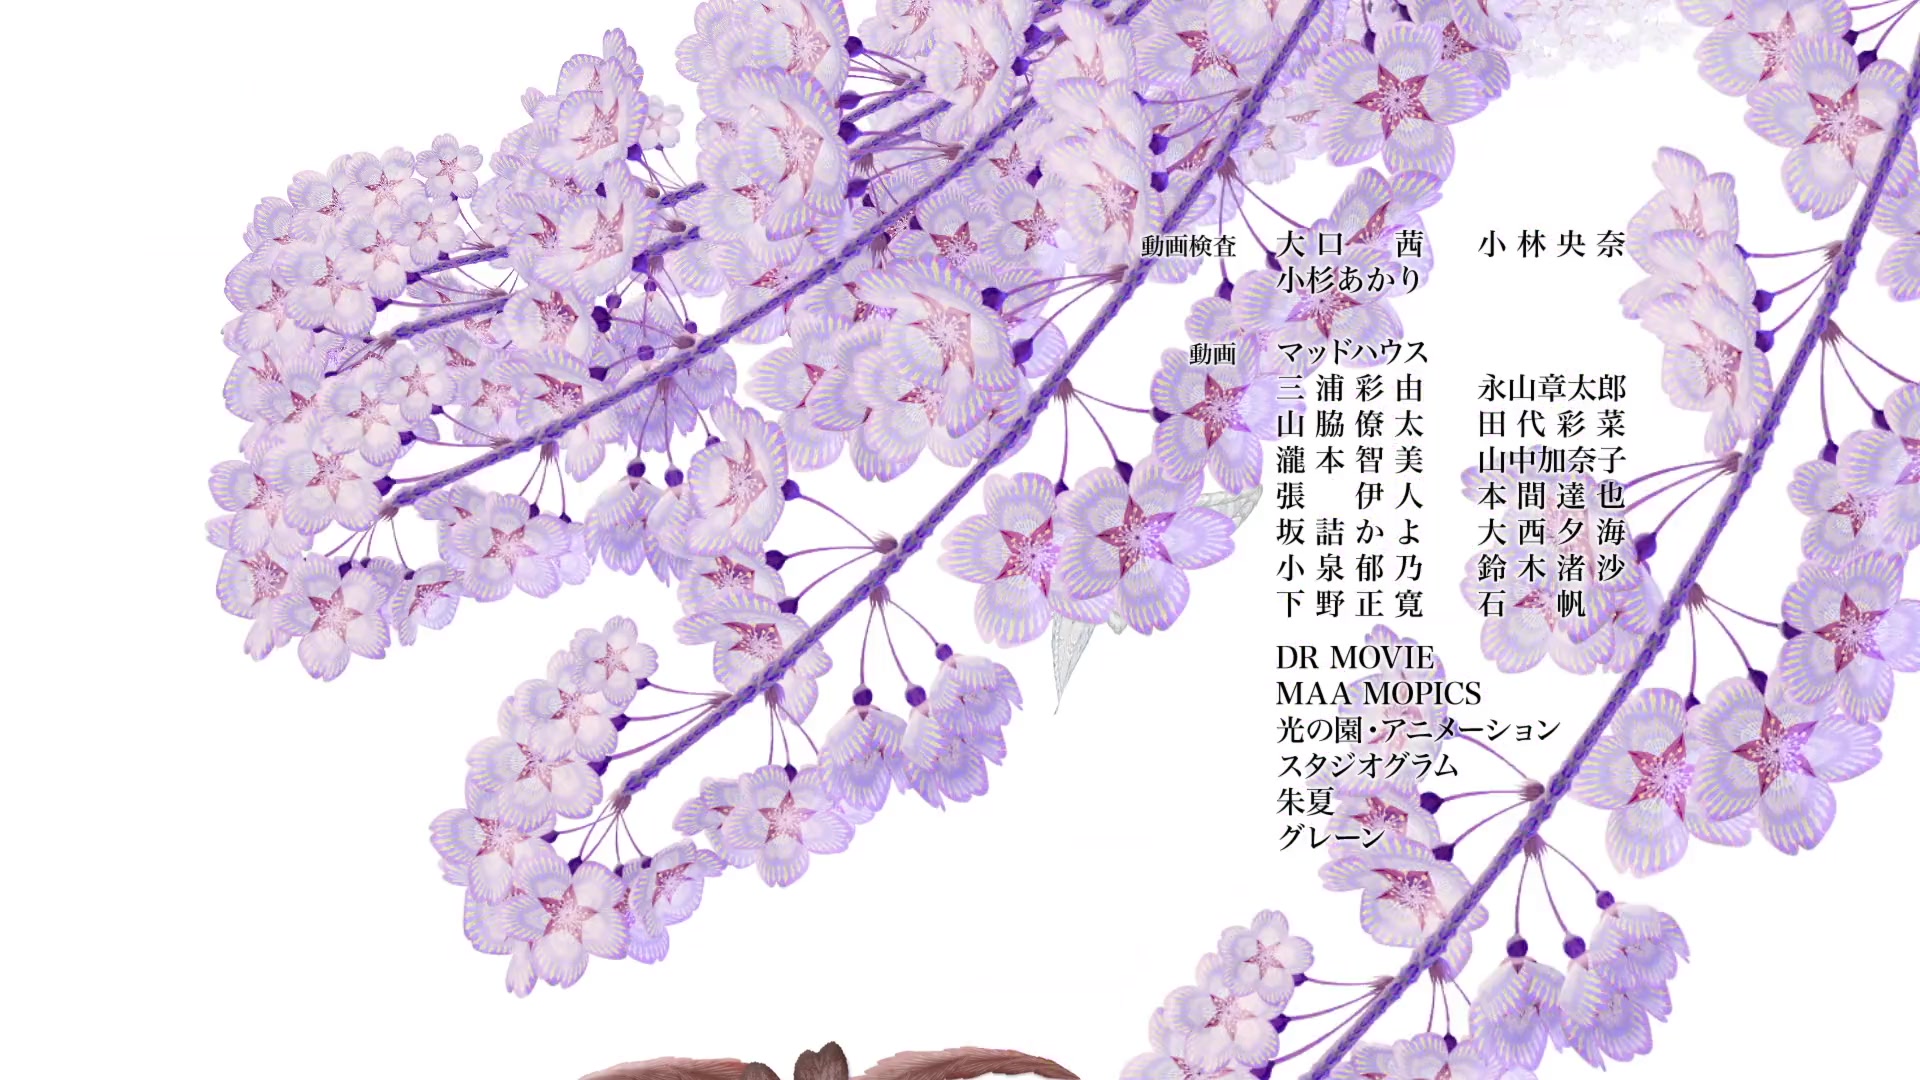 動画検査 大口 茜 小林央奈
小杉あかり
動画 マッドハウス
三浦彩由 永山章太郎
山脇僚太 田代彩菜
瀧本智美 山中加奈子
張 伊人 本間達也
坂詰かよ 大西夕海
小泉郁乃 鈴木渚沙
下野正寛 石 帆
DR MOVIE
MAA MOPICS
光の園・アニメーション
スタジオグラム
朱夏
グレーン